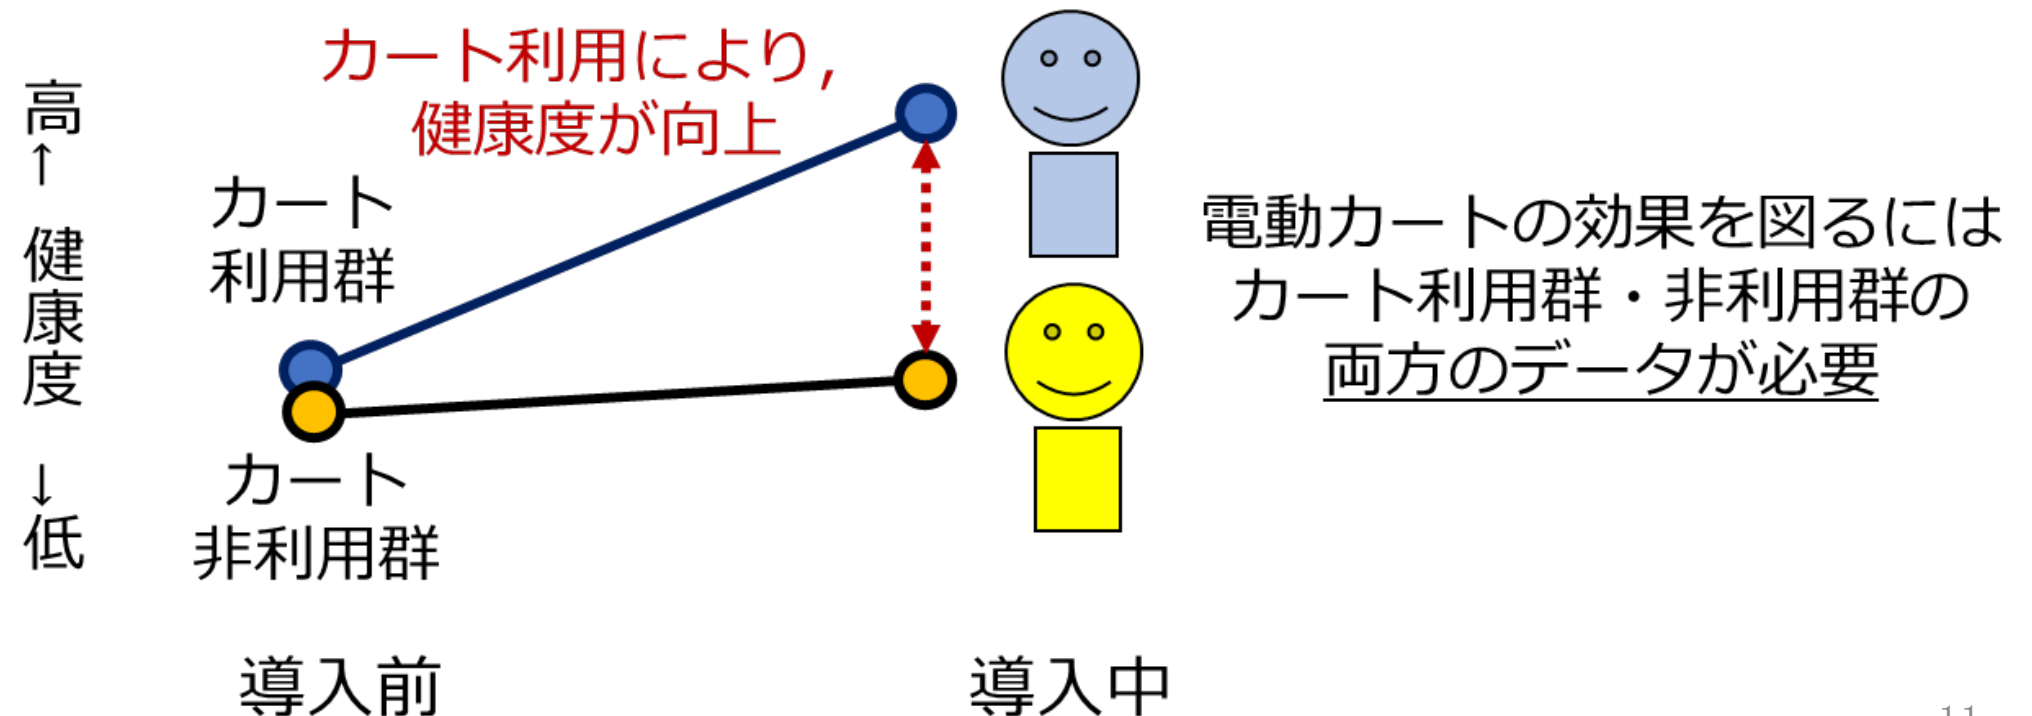 カート利用により,
健康度が向上
高
↑
健康度
↓
低
カート
利用群
カート
非利用群
電動カートの効果を図るには
カート利用群・非利用群の
両方のデータが必要
導入前
導入中
11